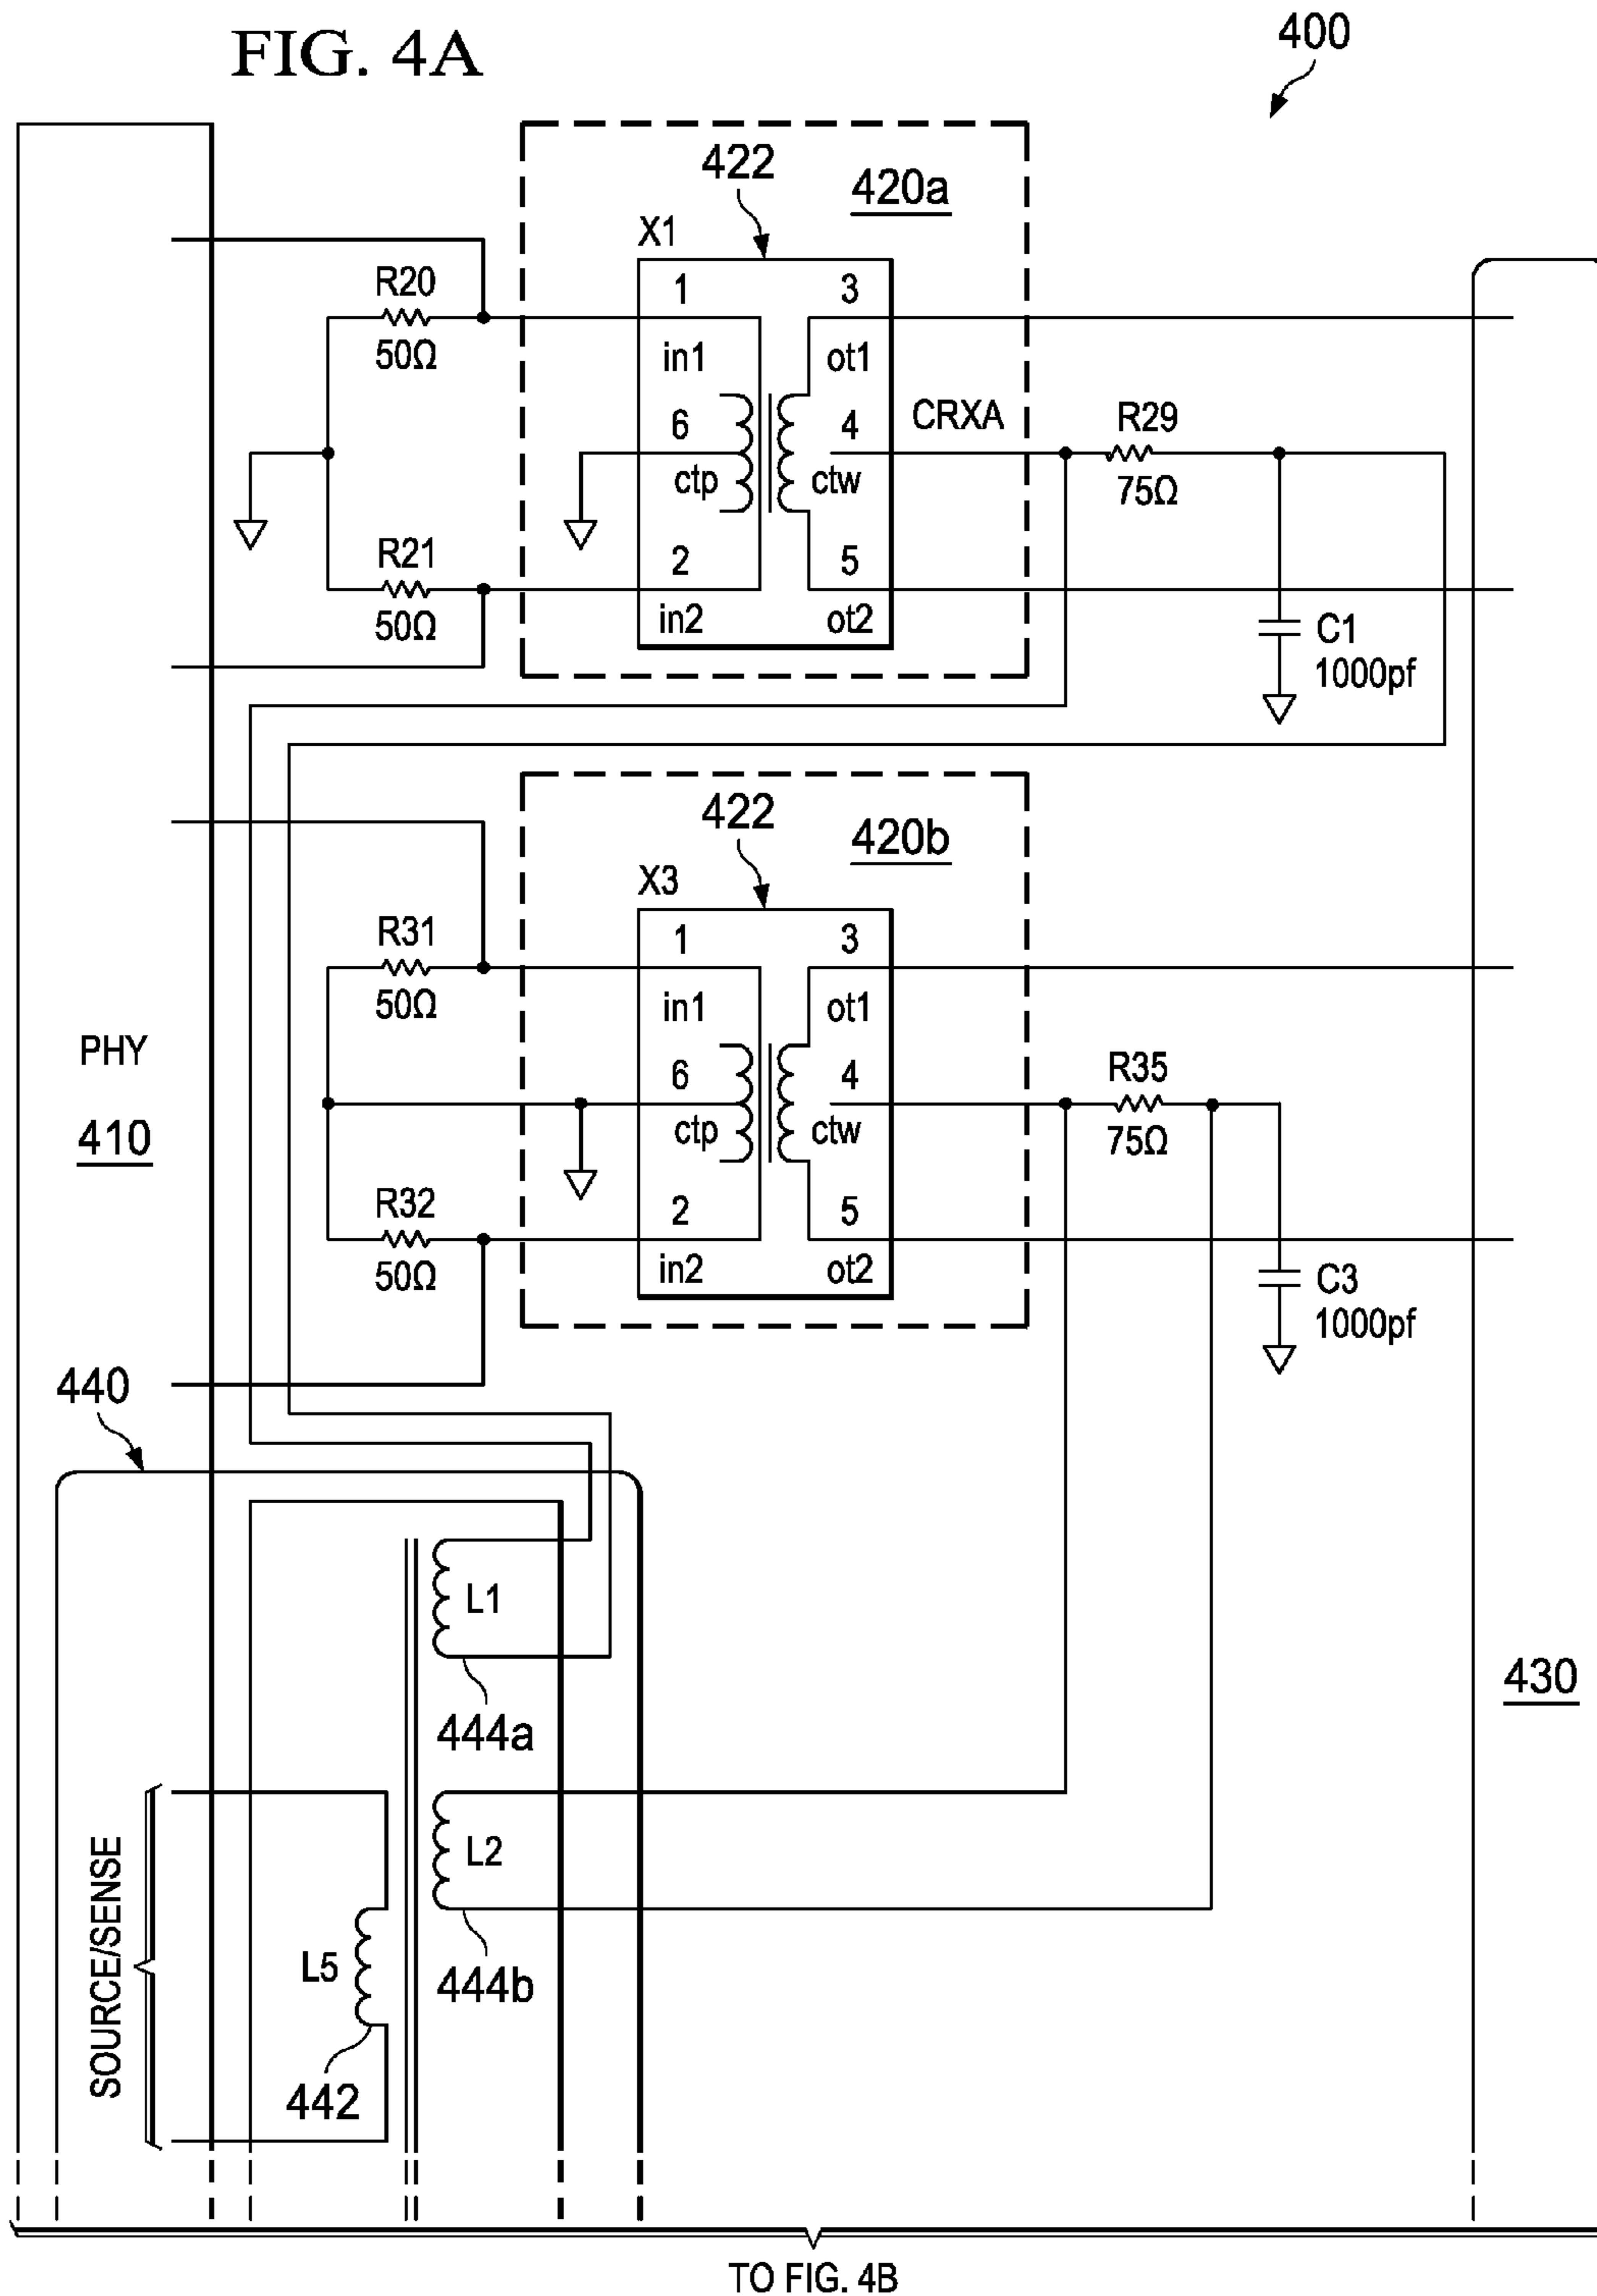 FIG. 4A
400
422
420a
X1
R20
50Ω
R21
50Ω
1
in1
6
ctp
2
in2
3
ot1
4
ctw
5
ot2
CRXA
R29
75Ω
C1
1000pf
422
420b
X3
R31
50Ω
R32
50Ω
1
in1
6
ctp
2
in2
3
ot1
4
ctw
5
ot2
R35
75Ω
C3
1000pf
PHY
410
440
L1
444a
L2
444b
SOURCE/SENSE
L5
442
430
TO FIG. 4B